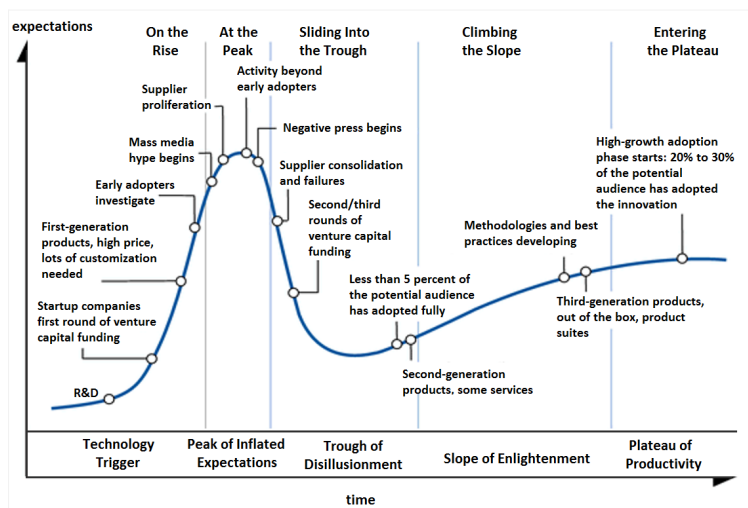 expectations
On the
Rise
At the
Peak
Sliding Into
the Trough
Climbing
the Slope
Entering
the Plateau
Activity beyond
early adopters
Supplier
proliferation
Negative press begins
Mass media
hype begins
High-growth adoption
phase starts: 20% to 30%
of the potential
audience has adopted
the innovation
Supplier consolidation
and failures
Early adopters
investigate
Second/third
rounds of
venture capital
funding
First-generation
products, high price,
lots of customization
needed
Methodologies and best
practices developing
Less than 5 percent of
the potential audience
has adopted fully
Startup companies
first round of venture
capital funding
Third-generation products,
out of the box, product
suites
Second-generation
products, some services
R&D
Technology
Trigger
Peak of Inflated
Expectations
Trough of
Disillusionment
Slope of Enlightenment
Plateau of
Productivity
time